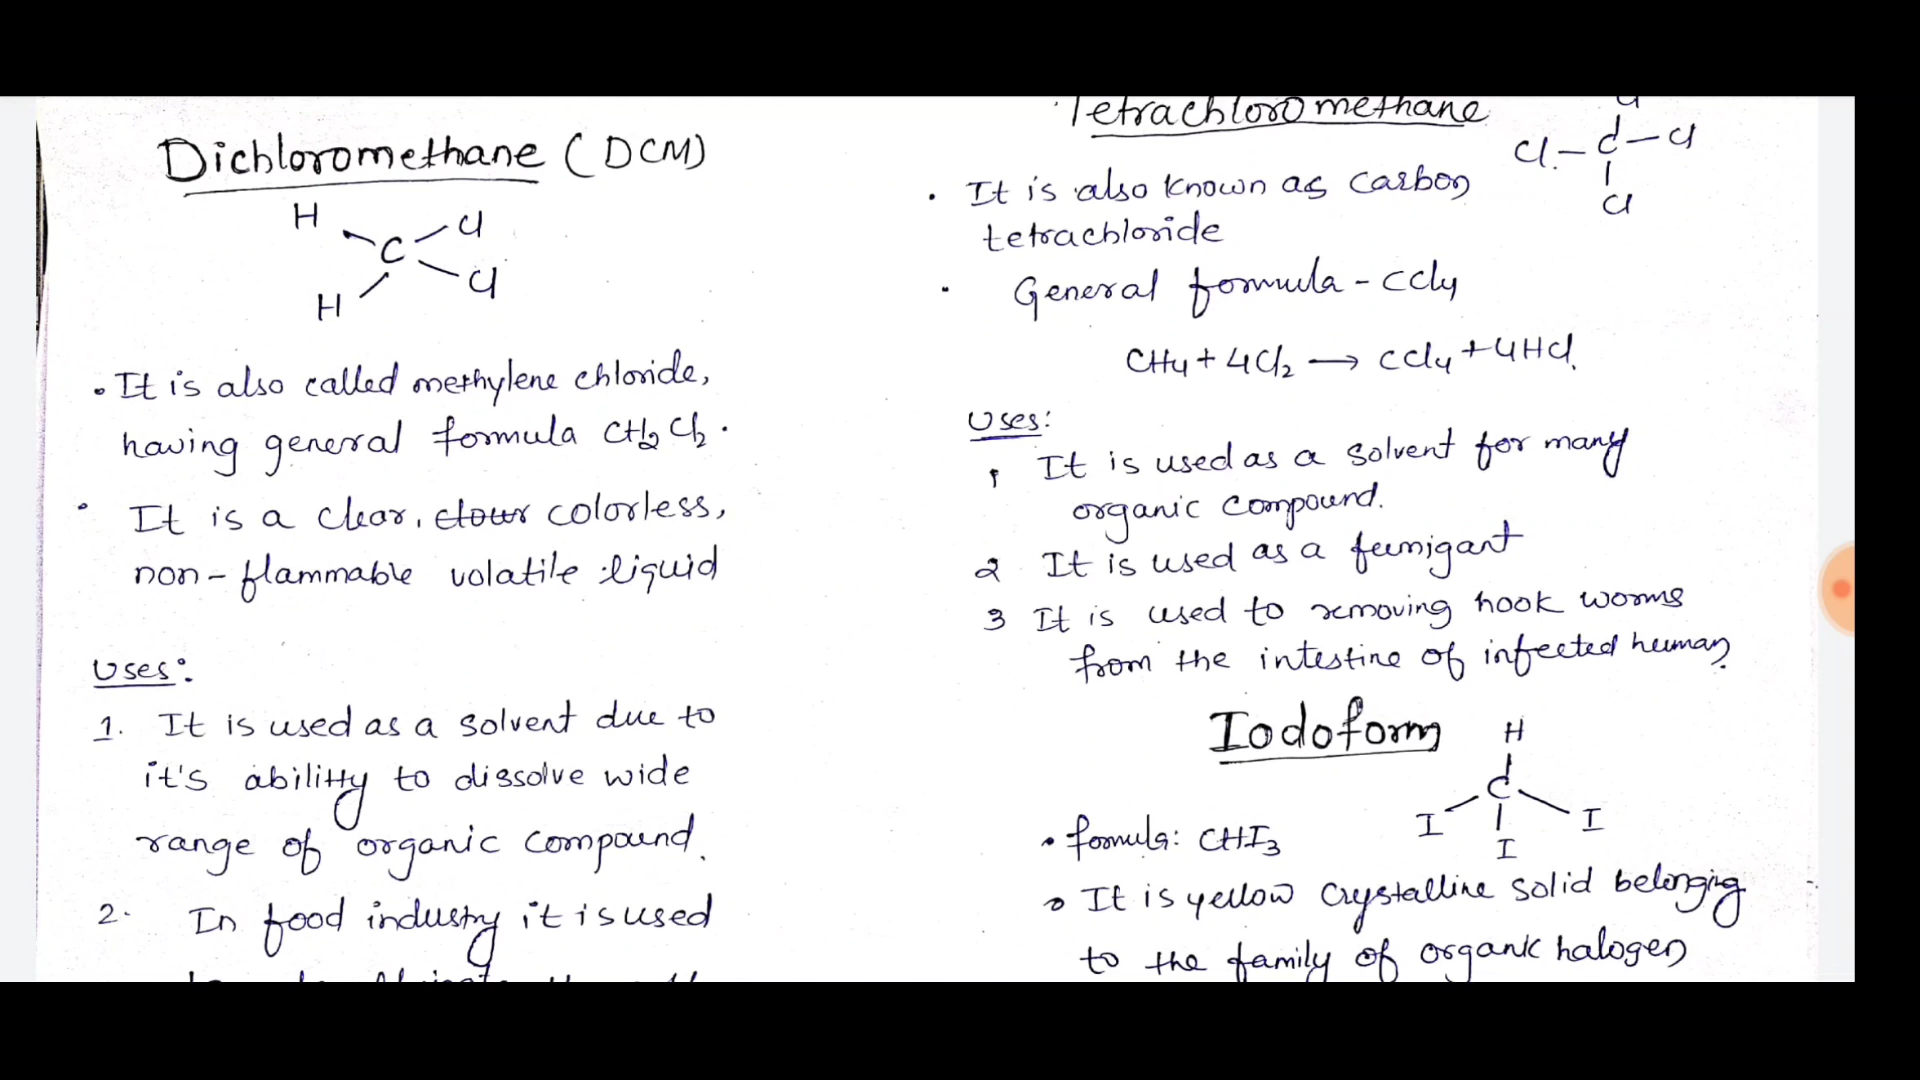 Dichloromethane (DCM)
H
Cl
C
Cl
H
• It is also called methylene chloride,
having general formula CH2Cl2.
• It is a clear, colorless,
non-flammable volatile liquid
Uses:
1. It is used as a solvent due to
it's ability to dissolve wide
range of organic compound.
2. In food industry it is used
Tetrachloromethane
Cl
Cl-C-Cl
Cl
• It is also known as carbon
tetrachloride
• General formula - CCl4
CH4 + 4Cl2 → CCl4 + 4HCl.
Uses:
1 It is used as a solvent for many
organic compound.
2 It is used as a fumigant
3 It is used to removing hook worms
from the intestine of infected human.
Iodoform
H
C
I I
I
• formula: CHI3
• It is yellow crystalline solid belonging
to the family of organic halogen